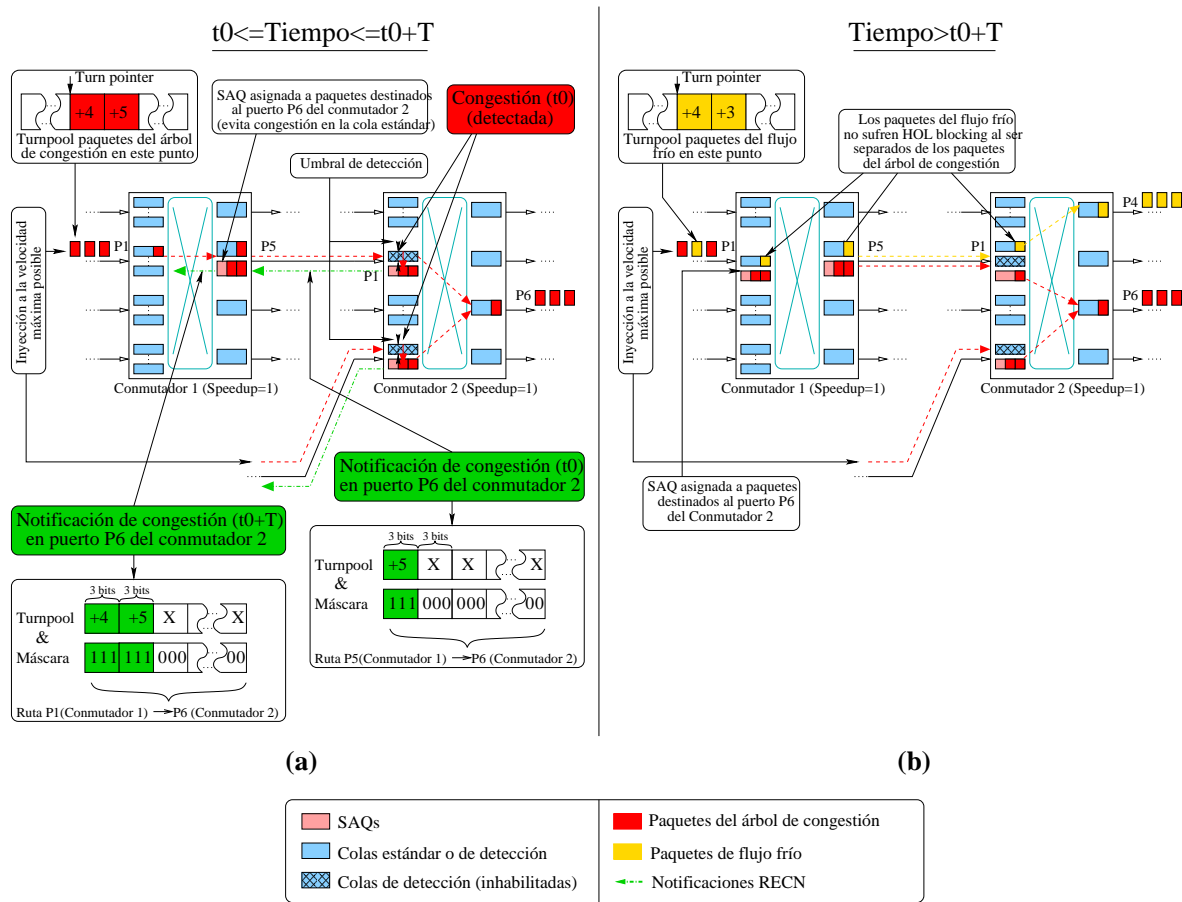 t0<=Tiempo<=t0+T
Turn pointer
+4 +5
Turnpool paquetes del árbol
de congestión en este punto
SAQ asignada a paquetes destinados
al puerto P6 del conmutador 2
(evita congestión en la cola estándar)
Congestión (t0)
(detectada)
Umbral de detección
Inyección a la velocidad
máxima posible
P1
P5
P1
P6
Conmutador 1 (Speedup=1)
Conmutador 2 (Speedup=1)
Notificación de congestión (t0)
en puerto P6 del conmutador 2
Notificación de congestión (t0+T)
en puerto P6 del conmutador 2
3 bits 3 bits
Turnpool
&
Máscara
+5 X X ... X
111 000 000 ... 00
Ruta P5(Conmutador 1) → P6 (Conmutador 2)
3 bits 3 bits
Turnpool
&
Máscara
+4 +5 X ... X
111 111 000 ... 00
Ruta P1(Conmutador 1) → P6 (Conmutador 2)
(a)
Tiempo>t0+T
Turn pointer
+4 +3
Turnpool paquetes del flujo
frío en este punto
Los paquetes del flujo frío
no sufren HOL blocking al ser
separados de los paquetes
del árbol de congestión
Inyección a la velocidad
máxima posible
P1
P5
P1
P4
P6
Conmutador 1 (Speedup=1)
Conmutador 2 (Speedup=1)
SAQ asignada a paquetes
destinados al puerto P6
del Conmutador 2
(b)
SAQs
Colas estándar o de detección
Colas de detección (inhabilitadas)
Paquetes del árbol de congestión
Paquetes de flujo frío
Notificaciones RECN